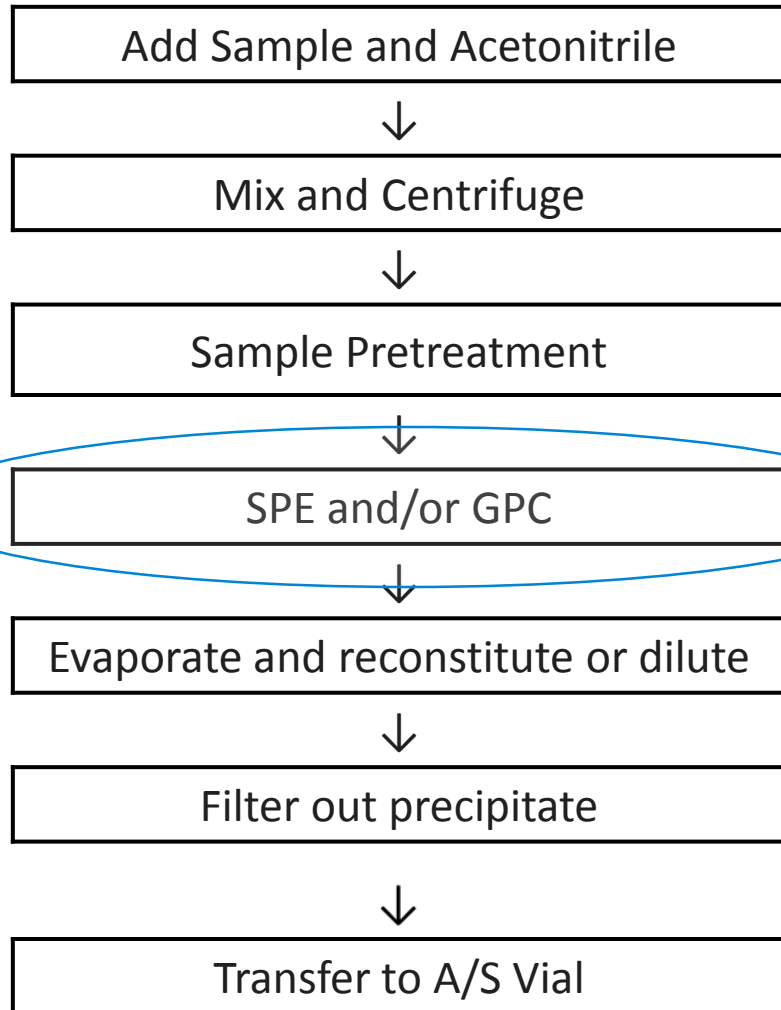 Add Sample and Acetonitrile
Mix and Centrifuge
Sample Pretreatment
SPE and/or GPC
Evaporate and reconstitute or dilute
Filter out precipitate
Transfer to A/S Vial